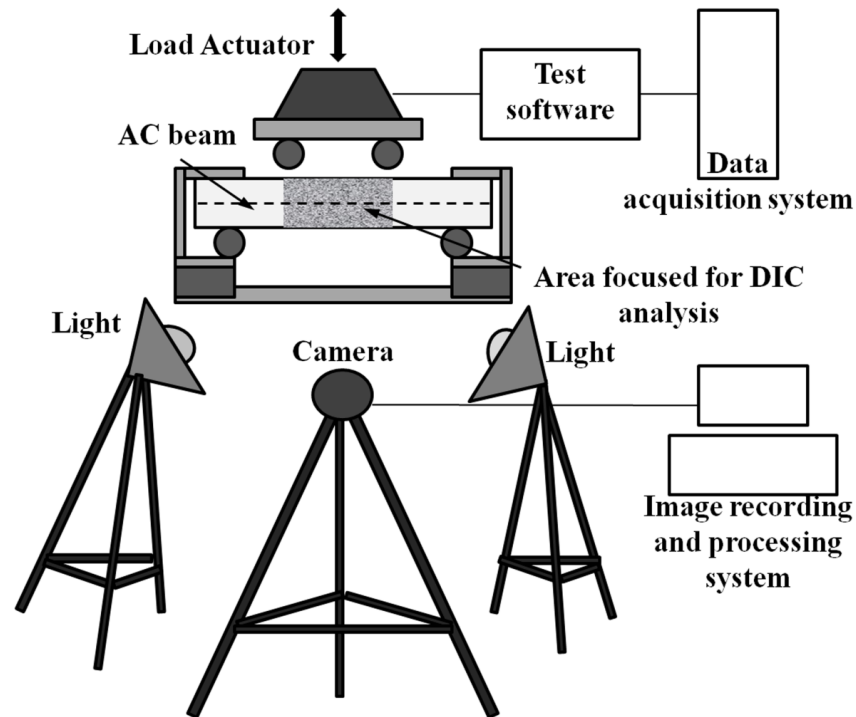 Load Actuator
Test
software
AC beam
Data
acquisition system
Area focused for DIC
analysis
Light
Camera
Light
Image recording
and processing
system